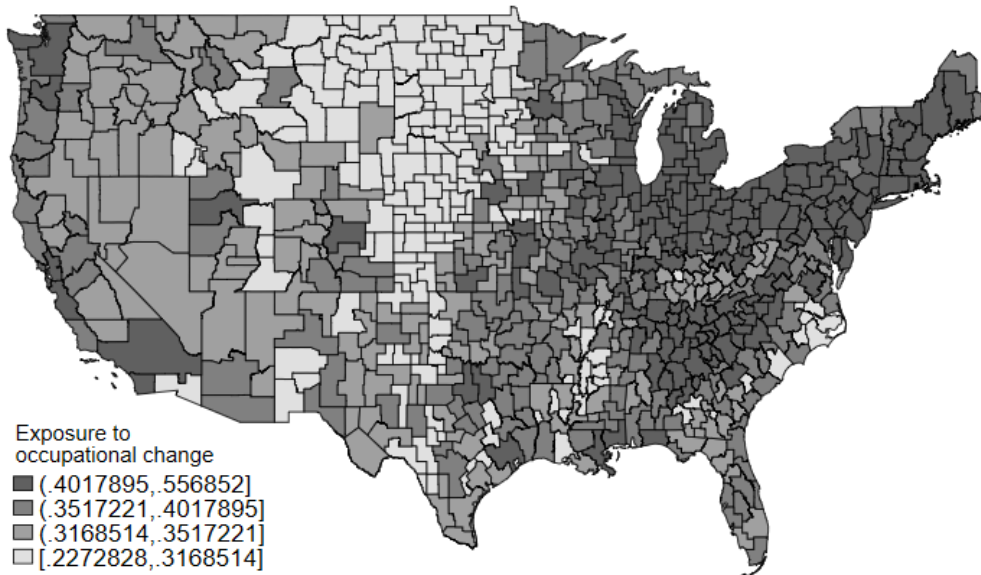 Exposure to
occupational change
(.4017895,.556852]
(.3517221,.4017895]
(.3168514,.3517221]
[.2272828,.3168514]